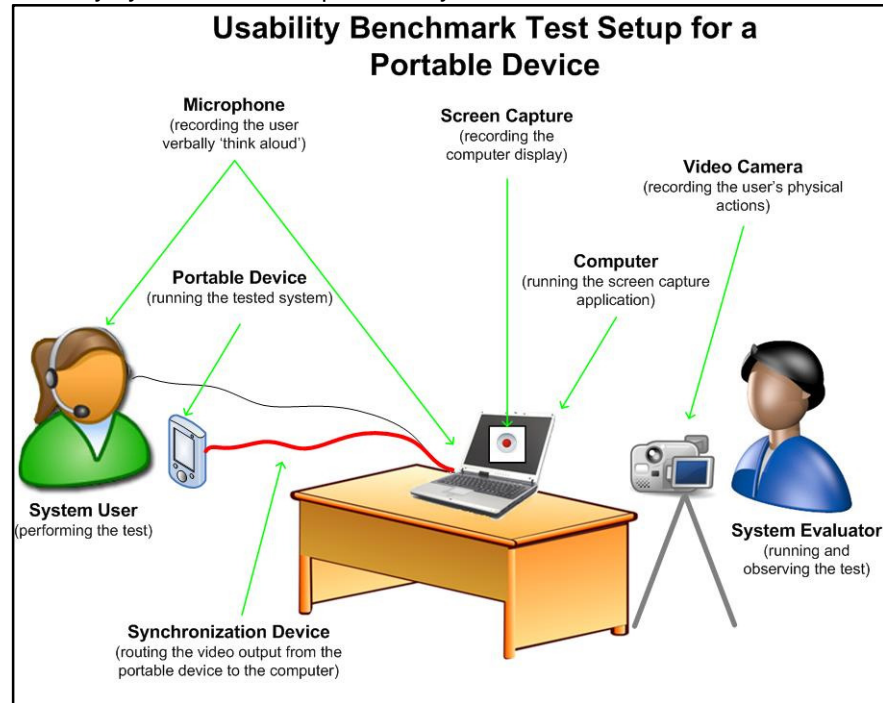 Usability Benchmark Test Setup for a
Portable Device
Microphone
(recording the user
verbally ‘think aloud’)
Screen Capture
(recording the
computer display)
Video Camera
(recording the user's physical
actions)
Portable Device
(running the tested system)
Computer
(running the screen capture
application)
System User
(performing the test)
System Evaluator
(running and
observing the test)
Synchronization Device
(routing the video output from the
portable device to the computer)